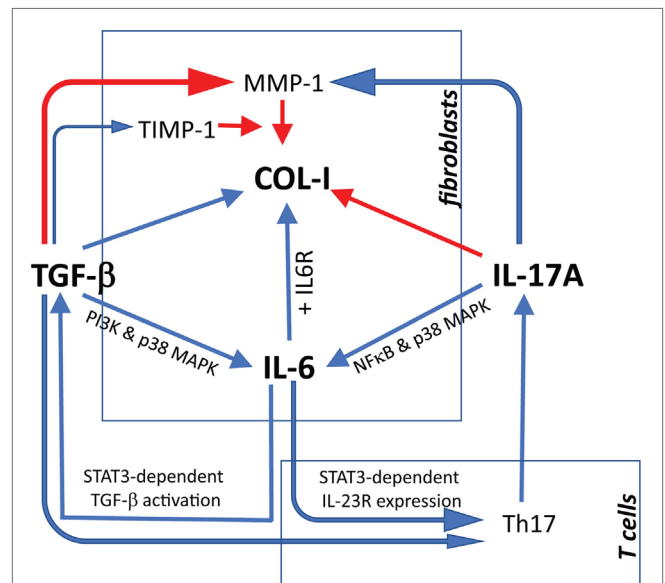 MMP-1
TIMP-1
COL-I
fibroblasts
TGF-β
IL-17A
+ IL6R
PI3K & p38 MAPK
NFκB & p38 MAPK
IL-6
STAT3-dependent
TGF-β activation
STAT3-dependent
IL-23R expression
Th17
T cells